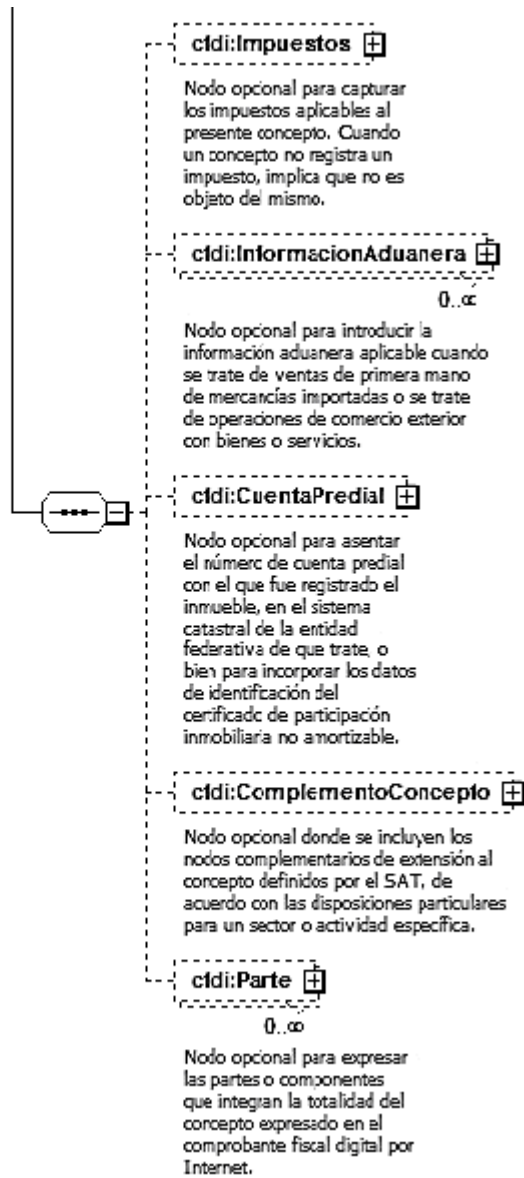 cfdi:Impuestos
Nodo opcional para capturar
los impuestos aplicables al
presente concepto. Cuando
un concepto no registra un
impuesto, implica que no es
objeto del mismo.
cfdi:InformacionAduanera
0..∞
Nodo opcional para introducir la
información aduanera aplicable cuando
se trate de ventas de primera mano
de mercancías importadas o se trate
de operaciones de comercio exterior
con bienes o servicios.
cfdi:CuentaPredial
Nodo opcional para asentar
el número de cuenta predial
con el que fue registrado el
inmueble, en el sistema
catastral de la entidad
federativa de que trate, o
bien para incorporar los datos
de identificación del
certificado de participación
inmobiliaria no amortizable.
cfdi:ComplementoConcepto
Nodo opcional donde se incluyen los
nodos complementarios de extensión al
concepto definidos por el SAT, de
acuerdo con las disposiciones particulares
para un sector o actividad específica.
cfdi:Parte
0..∞
Nodo opcional para expresar
las partes o componentes
que integran la totalidad del
concepto expresado en el
comprobante fiscal digital por
Internet.